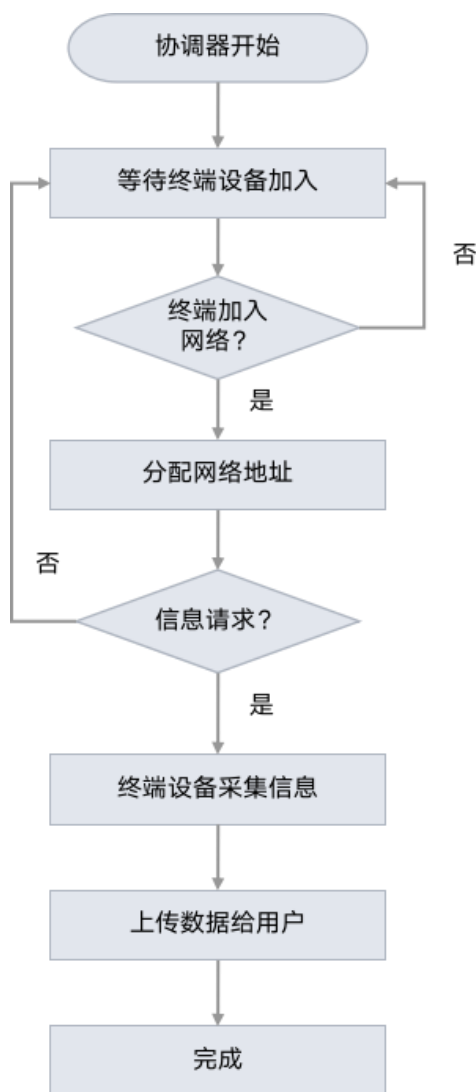 协调器开始
等待终端设备加入
否
终端加入
网络？
是
分配网络地址
否
信息请求？
是
终端设备采集信息
上传数据给用户
完成